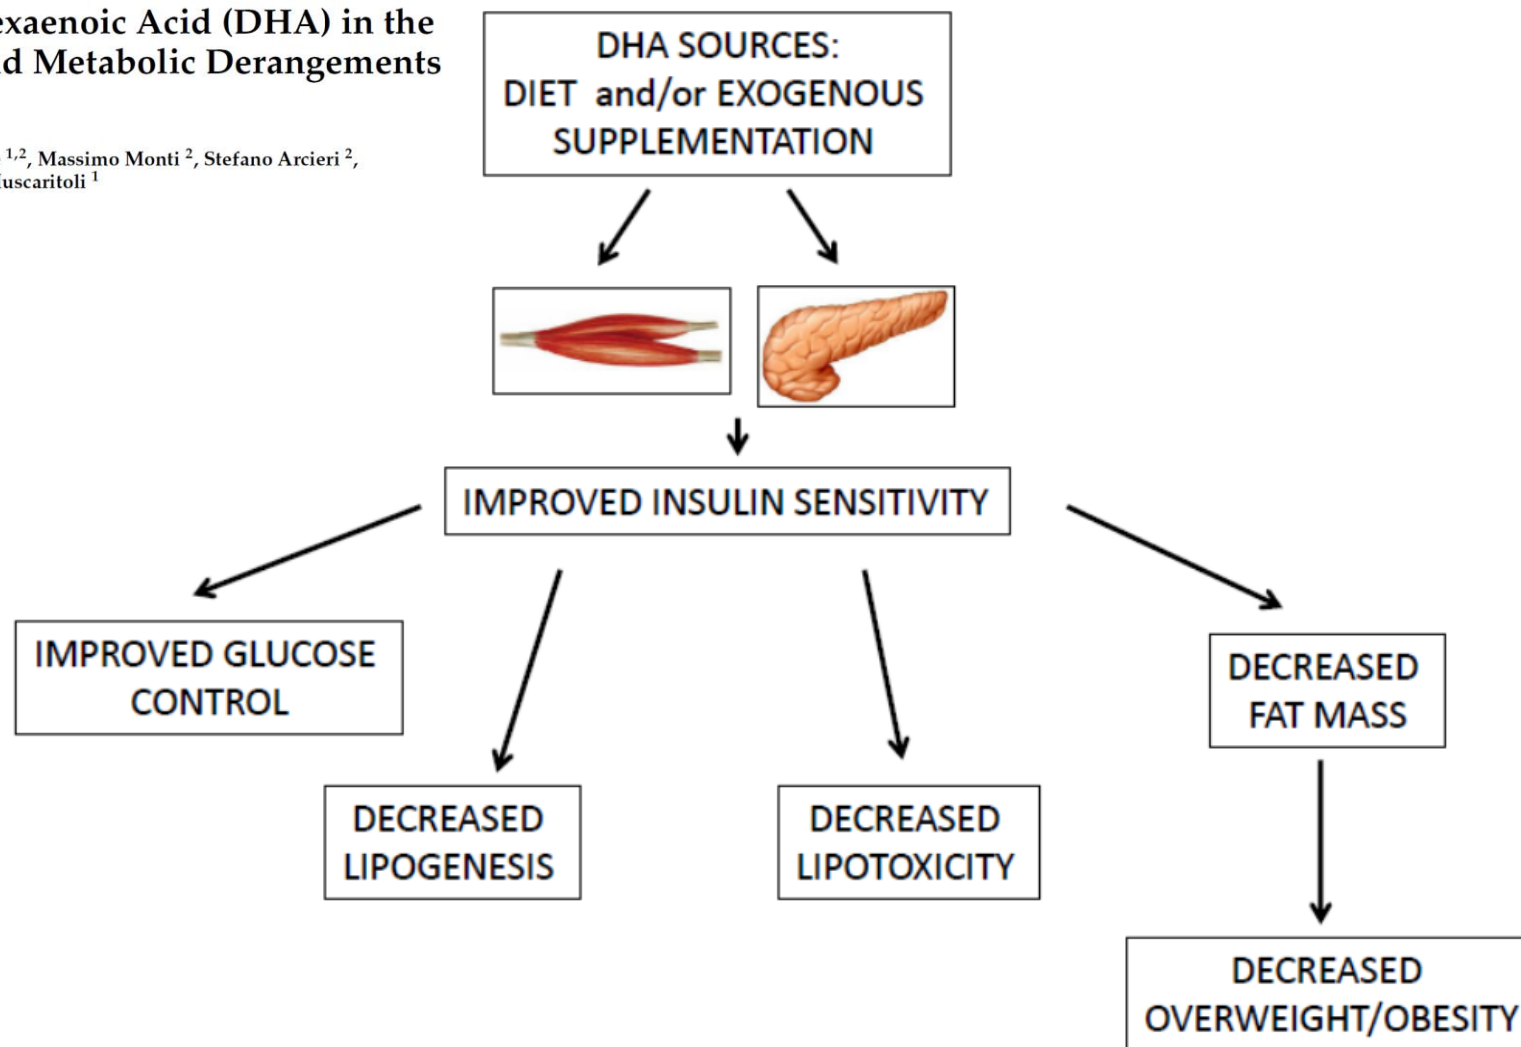 exaenoic Acid (DHA) in the
d Metabolic Derangements
1,2, Massimo Monti 2, Stefano Arcieri 2,
uscaritoli 1
DHA SOURCES:
DIET and/or EXOGENOUS
SUPPLEMENTATION
IMPROVED INSULIN SENSITIVITY
IMPROVED GLUCOSE
CONTROL
DECREASED
FAT MASS
DECREASED
LIPOGENESIS
DECREASED
LIPOTOXICITY
DECREASED
OVERWEIGHT/OBESITY